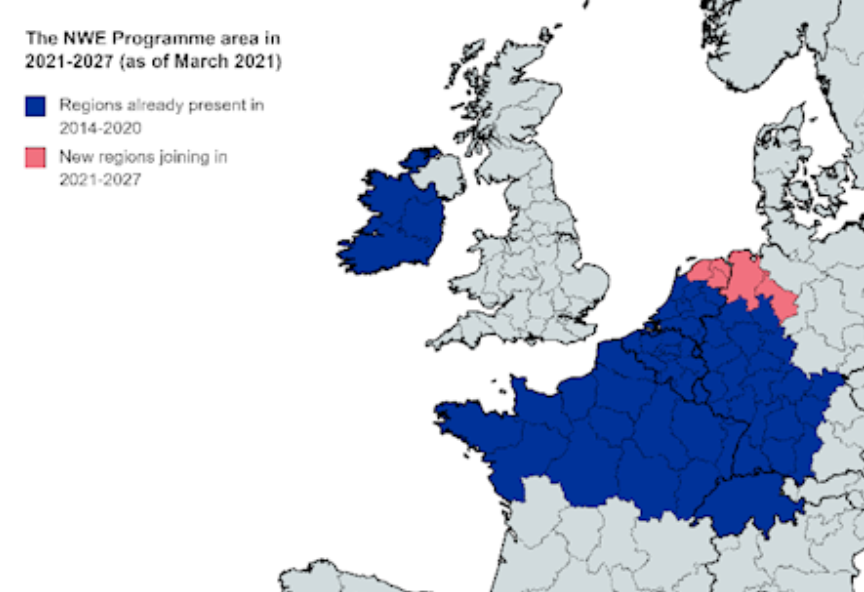 The NWE Programme area in
2021-2027 (as of March 2021)
Regions already present in
2014-2020
New regions joining in
2021-2027